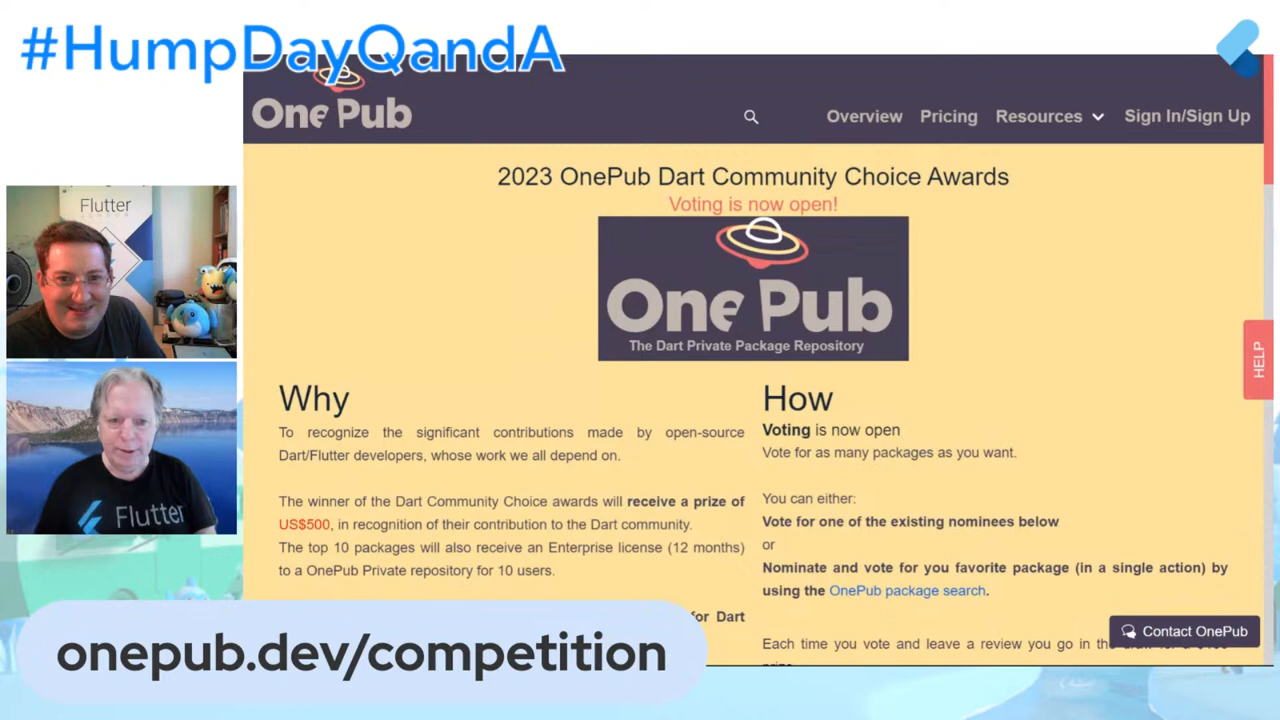 #HumpDayQandA
One Pub
Overview Pricing Resources Sign In/Sign Up
2023 OnePub Dart Community Choice Awards
Voting is now open!
One Pub
The Dart Private Package Repository
Flutter
Flutter
HELP
Why
To recognize the significant contributions made by open-source
Dart/Flutter developers, whose work we all depend on.
The winner of the Dart Community Choice awards will receive a prize of
US$500, in recognition of their contribution to the Dart community.
The top 10 packages will also receive an Enterprise license (12 months)
to a OnePub Private repository for 10 users.
for Dart
How
Voting is now open
Vote for as many packages as you want.
You can either:
Vote for one of the existing nominees below
or
Nominate and vote for you favorite package (in a single action) by
using the OnePub package search.
Each time you vote and leave a review you go in the
Contact OnePub
onepub.dev/competition